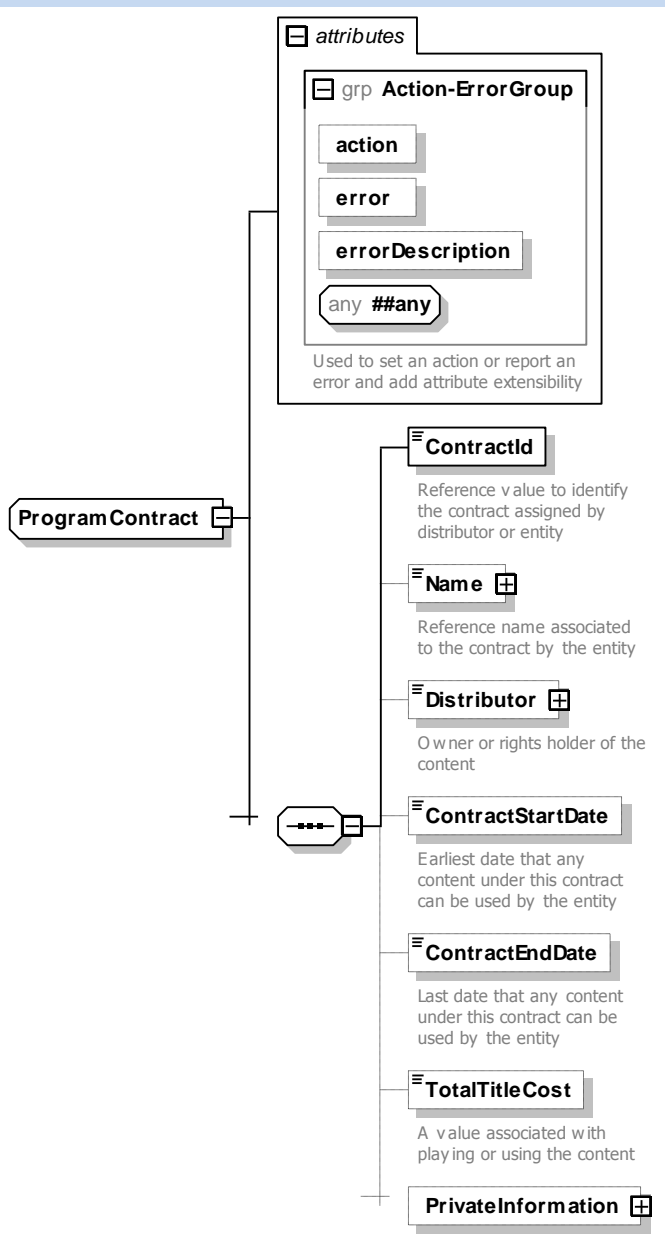 attributes
grp Action-ErrorGroup
action
error
errorDescription
any ##any
Used to set an action or report an
error and add attribute extensibility
ProgramContract
ContractId
Reference value to identify
the contract assigned by
distributor or entity
Name
Reference name associated
to the contract by the entity
Distributor
Owner or rights holder of the
content
ContractStartDate
Earliest date that any
content under this contract
can be used by the entity
ContractEndDate
Last date that any content
under this contract can be
used by the entity
TotalTitleCost
A value associated with
playing or using the content
PrivateInformation